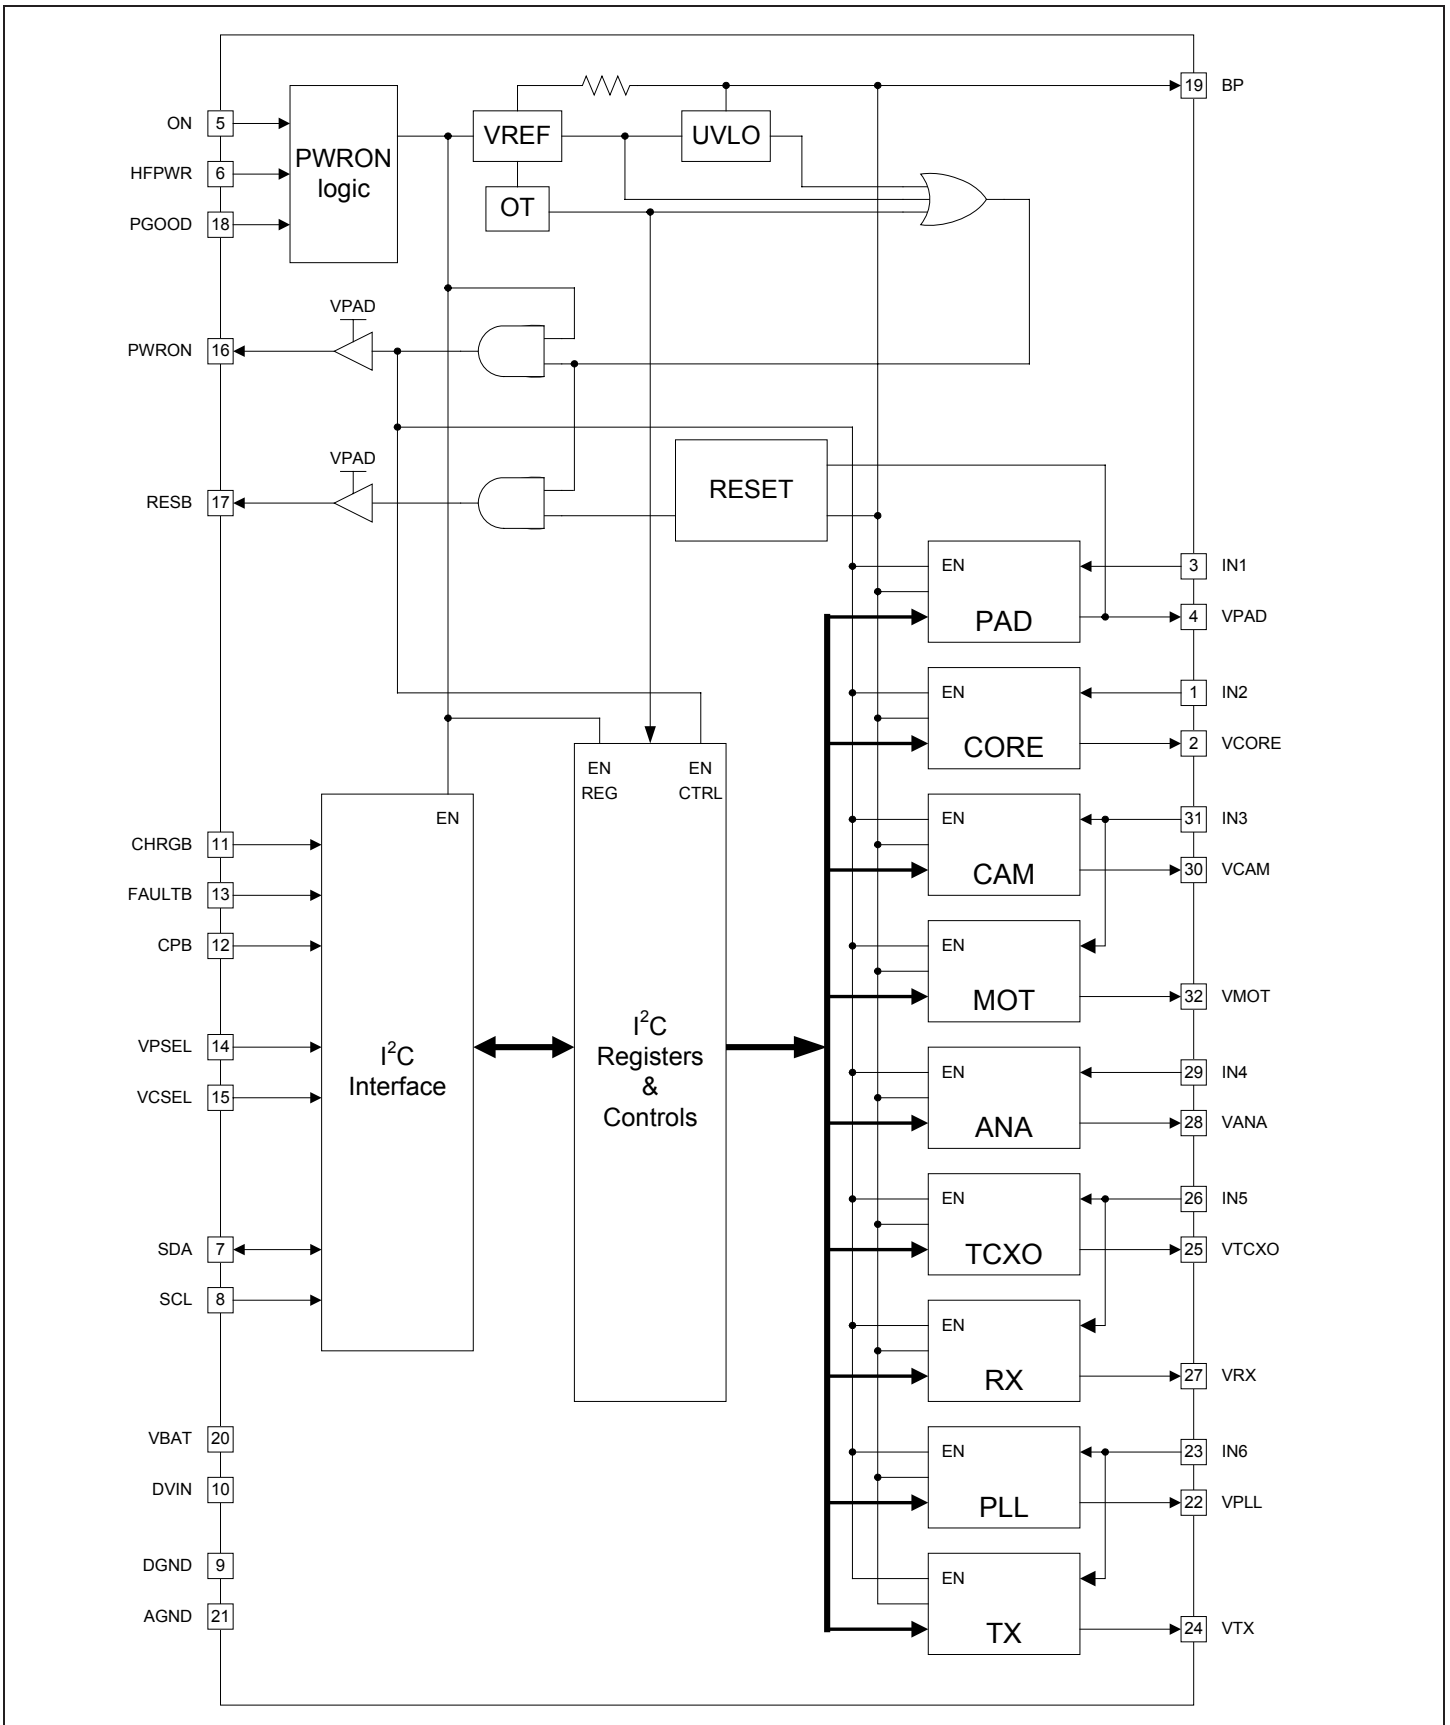 19 BP
ON 5
PWRON
logic
VREF
UVLO
HFPWR 6
PGOOD 18
OT
VPAD
PWRON 16
VPAD
RESB 17
RESET
EN
PAD
3 IN1
4 VPAD
EN
CORE
1 IN2
2 VCORE
EN
REG
EN
CTRL
EN
CAM
31 IN3
30 VCAM
EN
CHRGB 11
FAULTB 13
CPB 12
EN
MOT
32 VMOT
VPSEL 14
VCSEL 15
I²C
Interface
I²C
Registers
&
Controls
EN
ANA
29 IN4
28 VANA
SDA 7
SCL 8
EN
TCXO
26 IN5
25 VTCXO
EN
RX
27 VRX
VBAT 20
DVIN 10
EN
PLL
23 IN6
22 VPLL
DGND 9
AGND 21
EN
TX
24 VTX